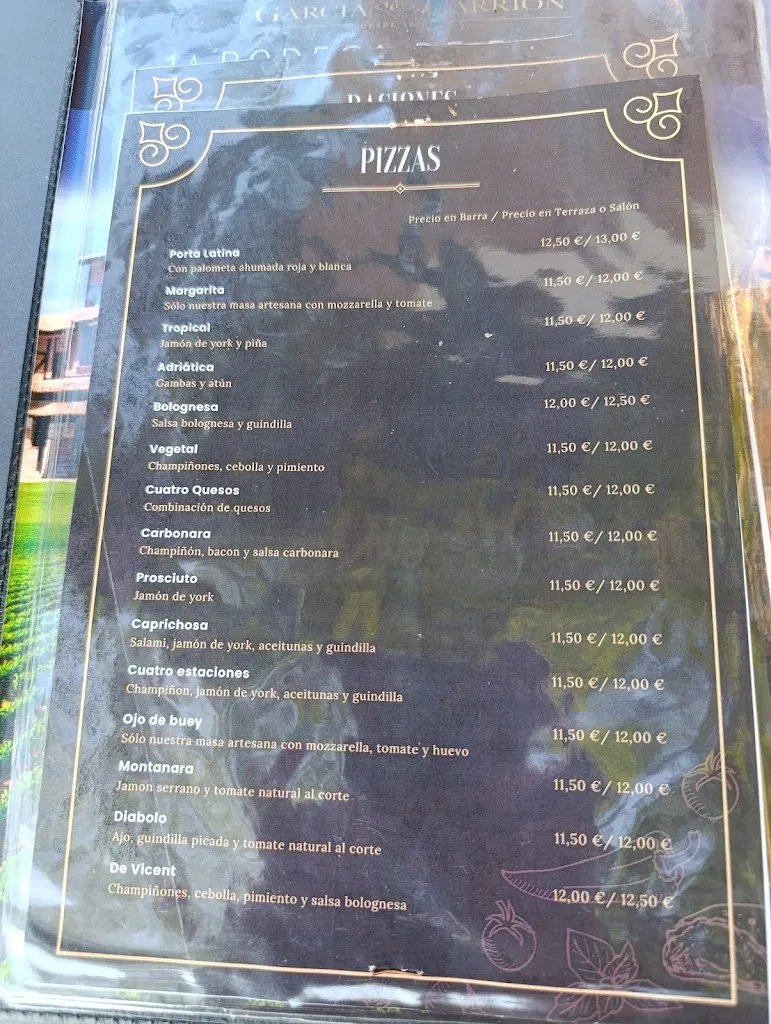 GARCIA CARRION
DESDE
RACIONES
PIZZAS
Precio en Barra / Precio en Terraza o Salón
Porta Latina 12,50 €/ 13,00 €
Con palometa ahumada roja y blanca
Margarita 11,50 €/ 12,00 €
Sólo nuestra masa artesana con mozzarella y tomate
Tropical 11,50 €/ 12,00 €
Jamón de york y piña
Adriática 11,50 €/ 12,00 €
Gambas y atún
Bolognesa 12,00 €/ 12,50 €
Salsa bolognesa y guindilla
Vegetal 11,50 €/ 12,00 €
Champiñones, cebolla y pimiento
Cuatro Quesos 11,50 €/ 12,00 €
Combinación de quesos
Carbonara 11,50 €/ 12,00 €
Champiñón, bacon y salsa carbonara
Prosciuto 11,50 €/ 12,00 €
Jamón de york
Caprichosa 11,50 €/ 12,00 €
Salami, jamón de york, aceitunas y guindilla
Cuatro estaciones 11,50 €/ 12,00 €
Champiñon, jamón de york, aceitunas y guindilla
Ojo de buey 11,50 €/ 12,00 €
Sólo nuestra masa artesana con mozzarella, tomate y huevo
Montanara 11,50 €/ 12,00 €
Jamon serrano y tomate natural al corte
Diabolo 11,50 €/ 12,00 €
Ajo, guindilla picada y tomate natural al corte
De Vicent 12,00 €/ 12,50 €
Champiñones, cebolla, pimiento y salsa bolognesa